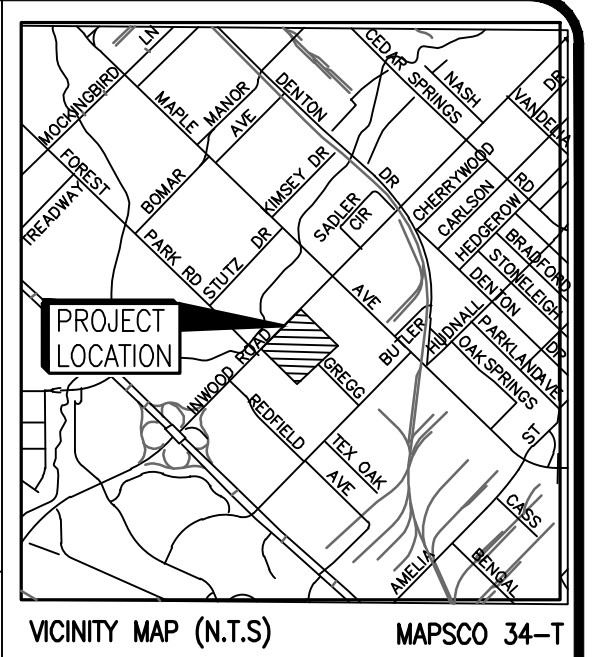 LN
CEDAR SPRINGS
NASH
DR
VANDELIA
MOCKINGBIRD
MAPLE
MANOR
AVE
DENTON
DR
FOREST
PARK RD
TREADWAY
BOMAR
KIMSEY DR
STUTZ DR
SADLER
CIR
CHERRYWOOD
RD
CARLSON
HEDGEROW
BRADFORD
STONELEIGH
DENTON
DR
AVE
PROJECT
LOCATION
INWOOD ROAD
GREGG
BUTLER
HUDNALL
PARKLAND AVE
OAK SPRINGS
ST
REDFIELD
AVE
TEX OAK
CASS
AMELIA
BENGAL
VICINITY MAP (N.T.S)
MAPSCO 34-T